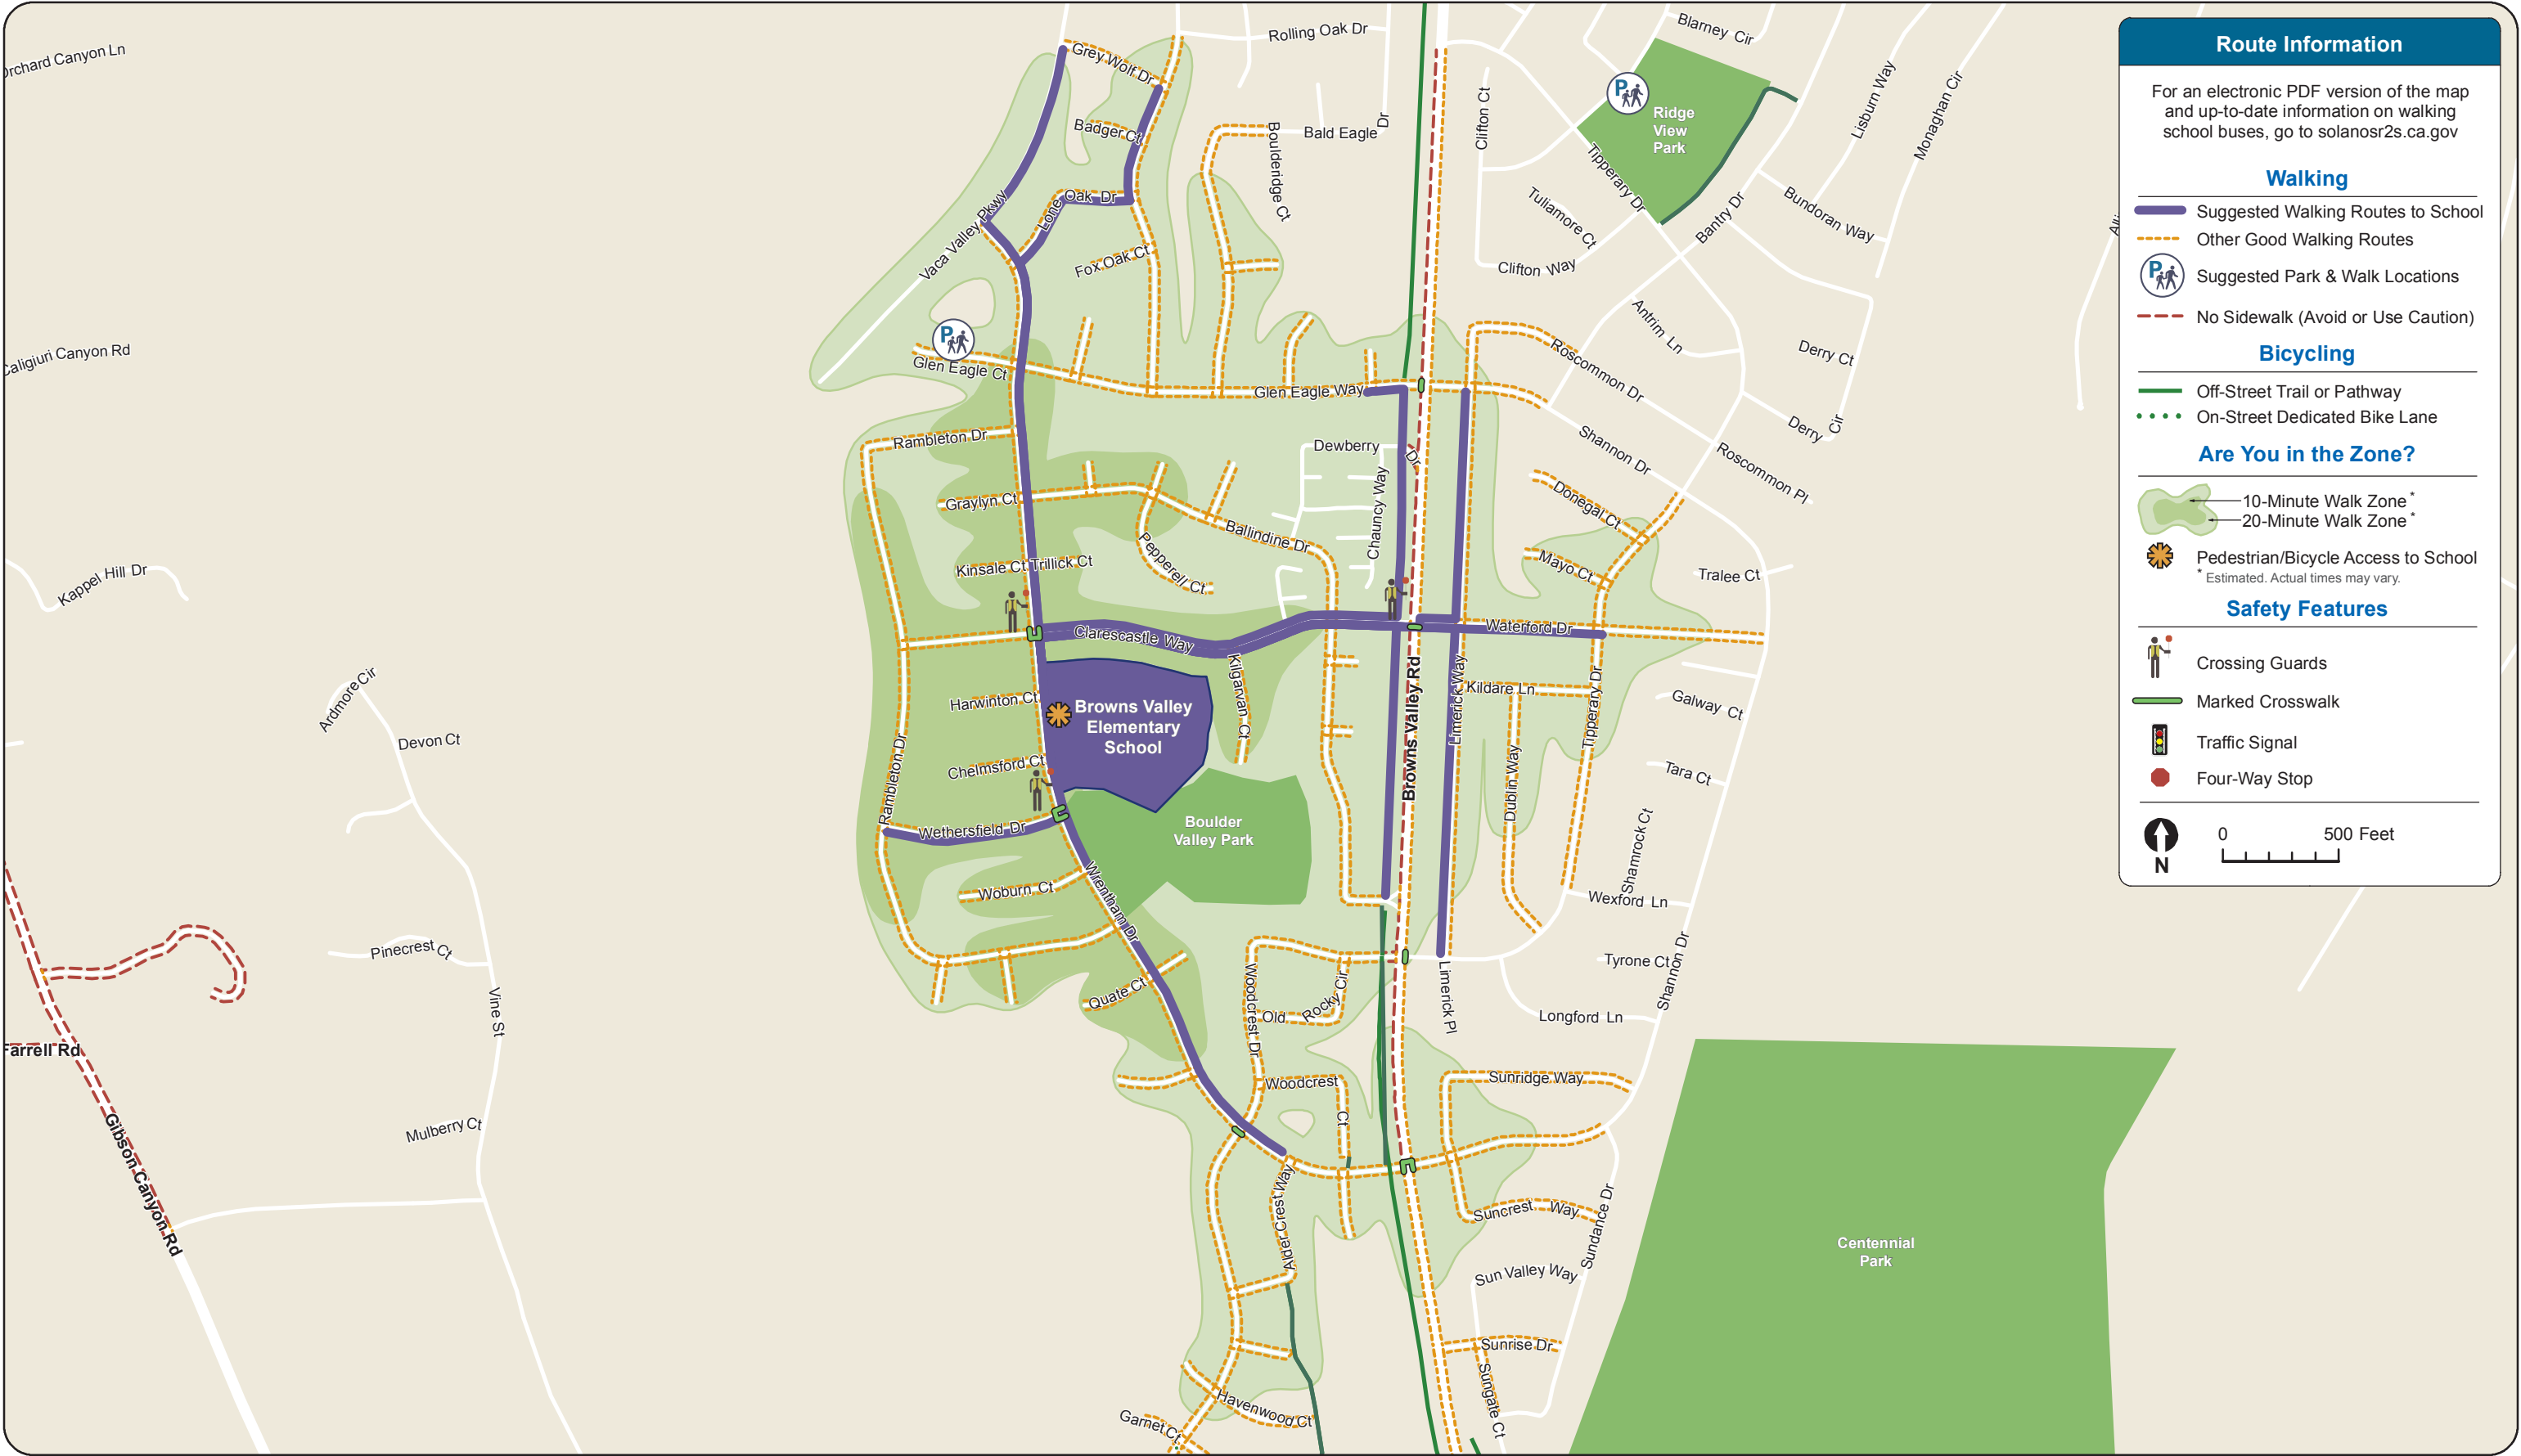 Orchard Canyon Ln
Caligiuri Canyon Rd
Kappel Hill Dr
Ardmore Cir
Devon Ct
Pinecrest Ct
Vine St
Farrell Rd
Mulberry Ct
Gibson Canyon Rd
Grey Wolf Dr
Badger Ct
Lone Oak Dr
Vaca Valley Pkwy
Fox Oak Ct
Glen Eagle Ct
Rolling Oak Dr
Bald Eagle Dr
Boulderidge Ct
Glen Eagle Way
Rambleton Dr
Graylyn Ct
Kinsale Ct
Trillick Ct
Pepperell Ct
Ballindine Dr
Dewberry Dr
Chauncy Way
Clarescastle Way
Kilgarvan Ct
Harwinton Ct
Chelmsford Ct
Browns Valley
Elementary
School
Boulder
Valley Park
Rambleton Dr
Wethersfield Dr
Woburn Ct
Wrentham Dr
Quate Ct
Woodcrest Dr
Old Rocky Cir
Woodcrest Ct
Alder Crest Way
Havenwood Ct
Garnet Ct
Browns Valley Rd
Limerick Way
Limerick Pl
Waterford Dr
Kildare Ln
Dublin Way
Tipperary Dr
Clifton Ct
Clifton Way
Tuliamore Ct
Tipperary Dr
Blarney Cir
Ridge
View
Park
Bantry Dr
Bundoran Way
Lisburn Way
Monaghan Cir
Antrim Ln
Derry Ct
Derry Cir
Roscommon Dr
Roscommon Pl
Shannon Dr
Donegal Ct
Mayo Ct
Tralee Ct
Galway Ct
Tara Ct
Shamrock Ct
Wexford Ln
Tyrone Ct
Shannon Dr
Longford Ln
Sunridge Way
Suncrest Way
Sundance Dr
Sun Valley Way
Sunrise Dr
Sungate Ct
Centennial
Park
Route Information
For an electronic PDF version of the map
and up-to-date information on walking
school buses, go to solanosr2s.ca.gov
Walking
Suggested Walking Routes to School
Other Good Walking Routes
P
Suggested Park & Walk Locations
No Sidewalk (Avoid or Use Caution)
Bicycling
Off-Street Trail or Pathway
On-Street Dedicated Bike Lane
Are You in the Zone?
10-Minute Walk Zone *
20-Minute Walk Zone *
Pedestrian/Bicycle Access to School
* Estimated. Actual times may vary.
Safety Features
Crossing Guards
Marked Crosswalk
Traffic Signal
Four-Way Stop
0 500 Feet
N
P
P